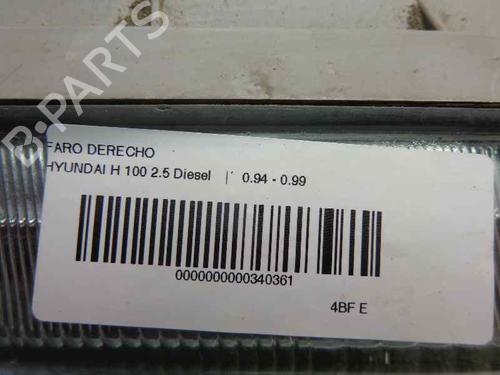 B-PARTS
FARO DERECHO
HYUNDAI H 100 2.5 Diesel | 0.94 - 0.99
0000000000340361
4BF E